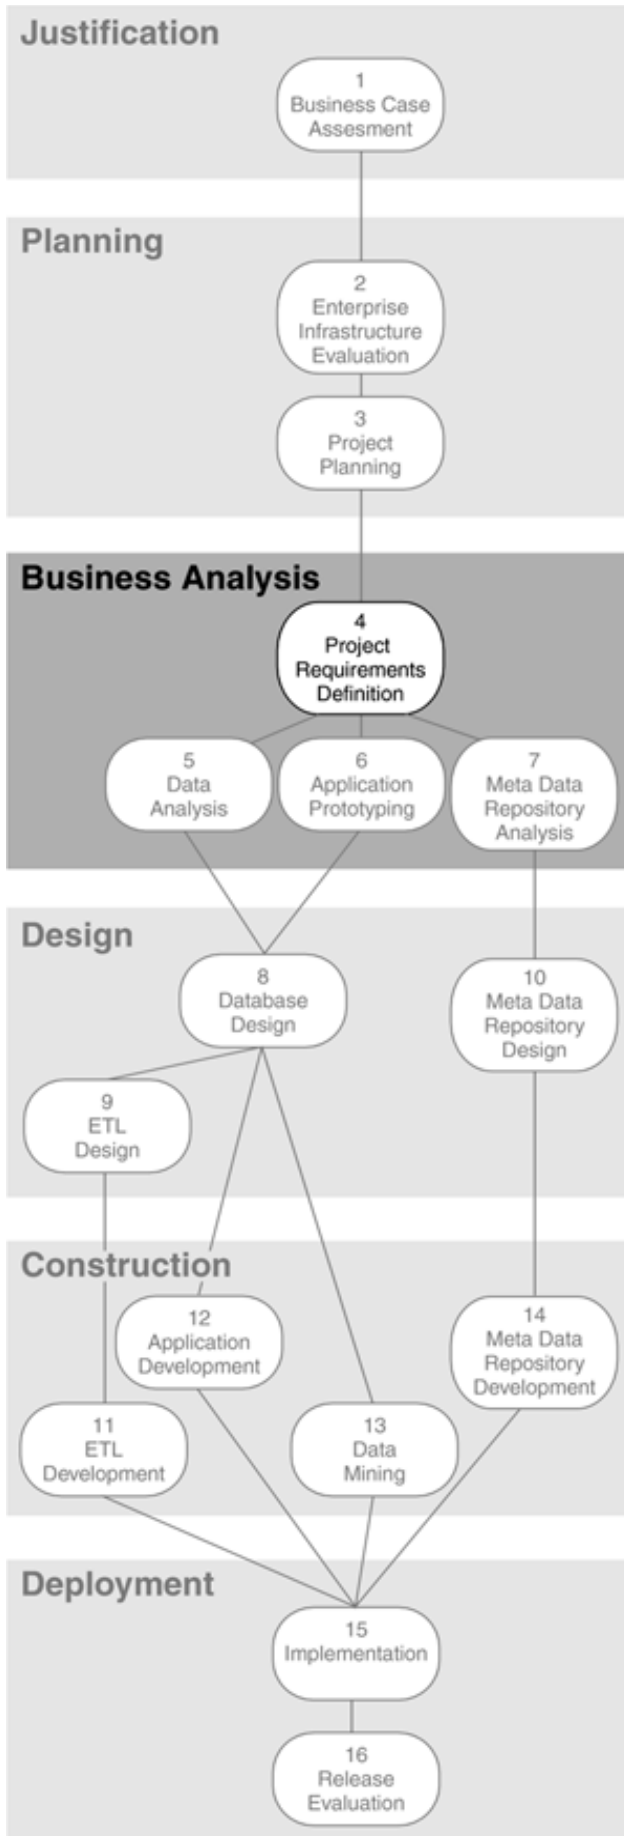 Justification
1
Business Case
Assesment
Planning
2
Enterprise
Infrastructure
Evaluation
3
Project
Planning
Business Analysis
4
Project
Requirements
Definition
5
Data
Analysis
6
Application
Prototyping
7
Meta Data
Repository
Analysis
Design
8
Database
Design
10
Meta Data
Repository
Design
9
ETL
Design
Construction
12
Application
Development
14
Meta Data
Repository
Development
11
ETL
Development
13
Data
Mining
Deployment
15
Implementation
16
Release
Evaluation